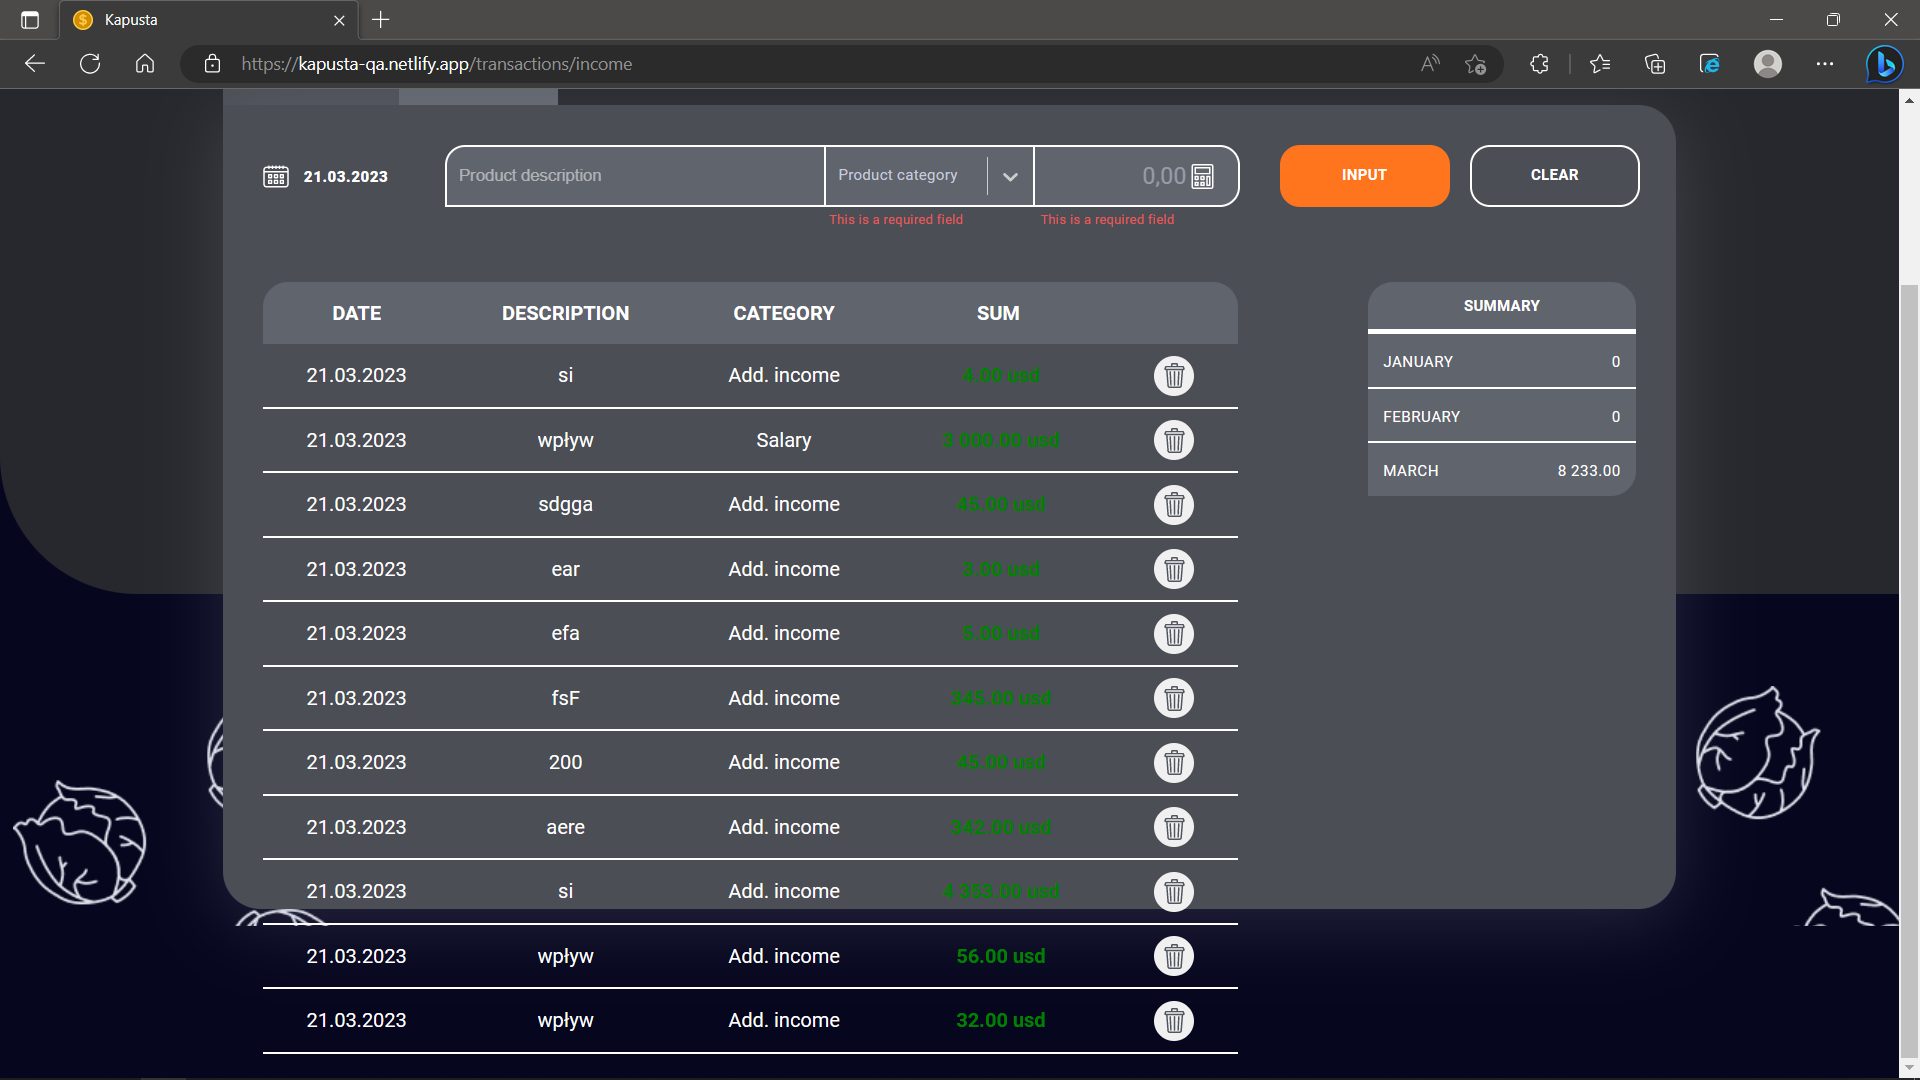 Kapusta
https://kapusta-qa.netlify.app/transactions/income
21.03.2023 Product description Product category 0,00 INPUT CLEAR
This is a required field This is a required field
DATE DESCRIPTION CATEGORY SUM
21.03.2023 si Add. income 4.00 usd
21.03.2023 wpływ Salary 3 000.00 usd
21.03.2023 sdgga Add. income 45.00 usd
21.03.2023 ear Add. income 3.00 usd
21.03.2023 efa Add. income 5.00 usd
21.03.2023 fsF Add. income 345.00 usd
21.03.2023 200 Add. income 45.00 usd
21.03.2023 aere Add. income 342.00 usd
21.03.2023 si Add. income 4 353.00 usd
21.03.2023 wpływ Add. income 56.00 usd
21.03.2023 wpływ Add. income 32.00 usd
SUMMARY
JANUARY 0
FEBRUARY 0
MARCH 8 233.00